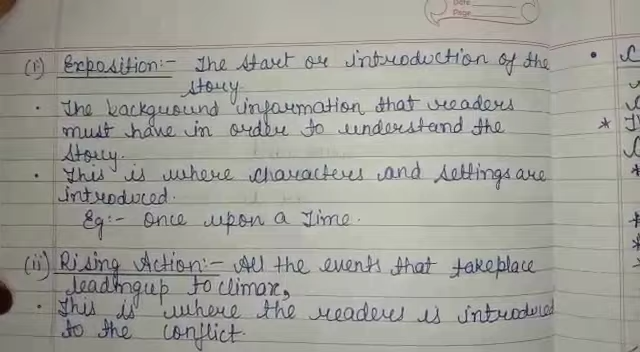 Date
Page
(i) Exposition:- The start or introduction of the
story.
• The background information that readers
must have in order to understand the
story.
• This is where characters and settings are
introduced.
Eg:- Once upon a Time.
(ii) Rising Action:- All the events that takeplace
leadingup to climax,
• This is where the readers is introduced
to the conflict.